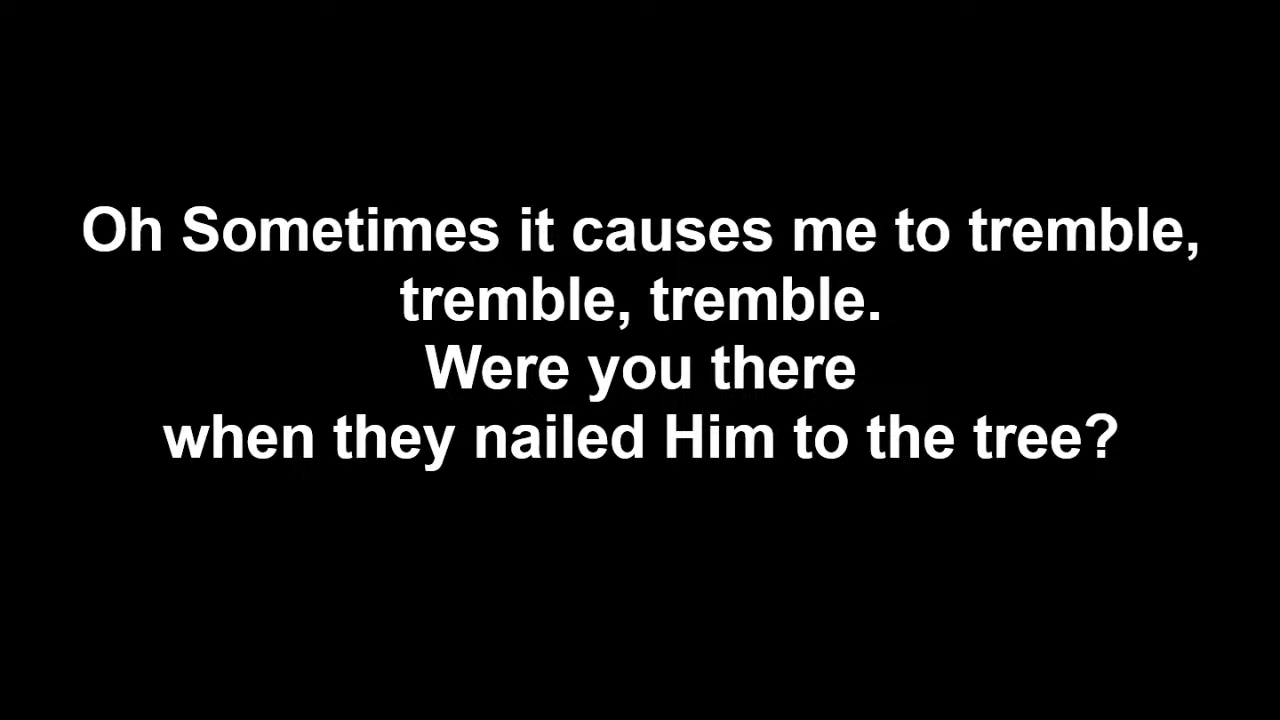 Oh Sometimes it causes me to tremble,
tremble, tremble.
Were you there
when they nailed Him to the tree?